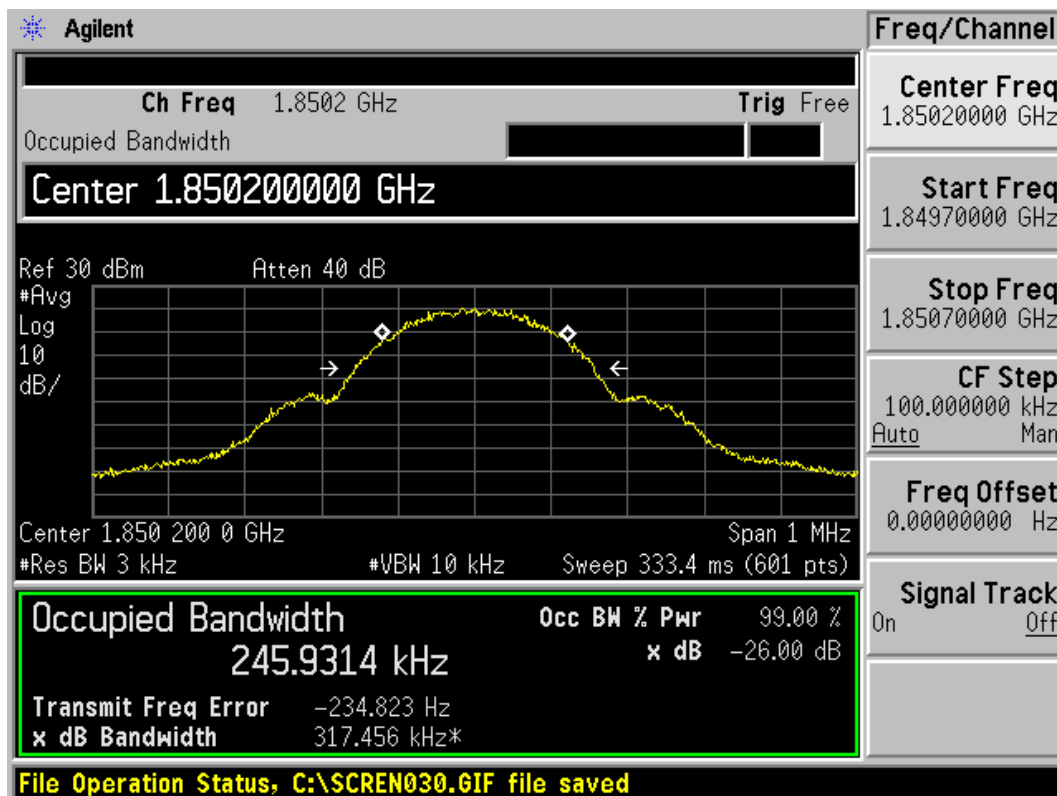 Agilent
Freq/Channel
Ch Freq 1.8502 GHz Trig Free
Occupied Bandwidth
Center 1.850200000 GHz
Ref 30 dBm Atten 40 dB
#Avg
Log
10
dB/
Center 1.850 200 0 GHz Span 1 MHz
#Res BW 3 kHz #VBW 10 kHz Sweep 333.4 ms (601 pts)
Occupied Bandwidth
245.9314 kHz
Occ BW % Pwr 99.00 %
x dB -26.00 dB
Transmit Freq Error -234.823 Hz
x dB Bandwidth 317.456 kHz*
Center Freq
1.85020000 GHz
Start Freq
1.84970000 GHz
Stop Freq
1.85070000 GHz
CF Step
100.000000 kHz
Auto Man
Freq Offset
0.00000000 Hz
Signal Track
On Off
File Operation Status, C:\SCREN030.GIF file saved